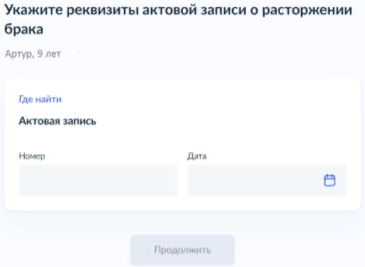 Укажите реквизиты актовой записи о расторжении
брака
Артур, 9 лет
Где найти
Актовая запись
Номер
Дата
Продолжить